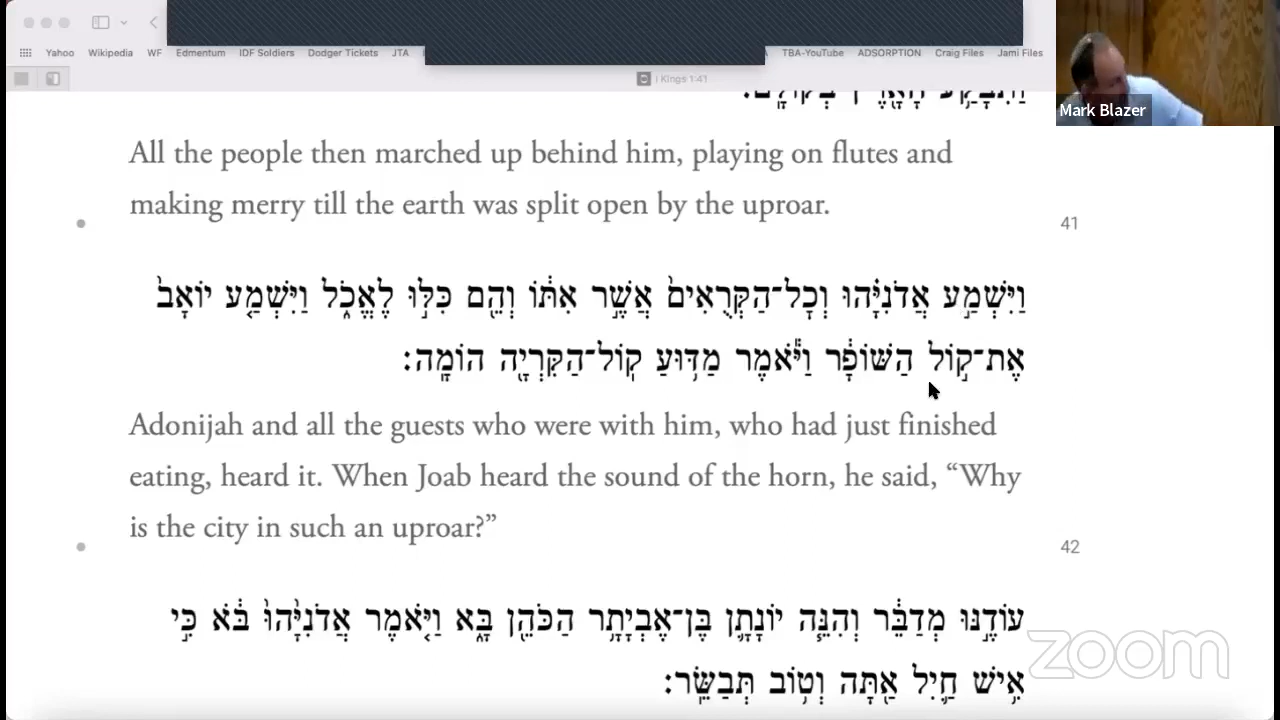 Yahoo Wikipedia WF Edmentum IDF Soldiers Dodger Tickets JTA TBA-YouTube ADSORPTION Craig Files Jami Files
I Kings 1:41
Mark Blazer
All the people then marched up behind him, playing on flutes and
making merry till the earth was split open by the uproar.
41
וַיִּשְׁמַ֣ע אֲדֹנִיָּ֗הוּ וְכׇל־הַקְּרֻאִים֙ אֲשֶׁ֣ר אִתּ֔וֹ וְהֵ֖ם כִּלּ֣וּ לֶאֱכֹ֑ל וַיִּשְׁמַ֤ע יוֹאָב֙
אֶת־ק֣וֹל הַשּׁוֹפָ֔ר וַיֹּ֕אמֶר מַדּ֥וּעַ קֽוֹל־הַקִּרְיָ֖ה הוֹמָֽה׃
Adonijah and all the guests who were with him, who had just finished
eating, heard it. When Joab heard the sound of the horn, he said, “Why
is the city in such an uproar?”
42
עוֹדֶ֣נּוּ מְדַבֵּ֔ר וְהִנֵּ֧ה יוֹנָתָ֛ן בֶּן־אֶבְיָתָ֥ר הַכֹּהֵ֖ן בָּ֑א וַיֹּ֤אמֶר אֲדֹנִיָּ֙הוּ֙ בֹּ֔א כִּ֣י
אִ֥ישׁ חַ֛יִל אַ֖תָּה וְט֥וֹב תְּבַשֵּֽׂר׃
zoom